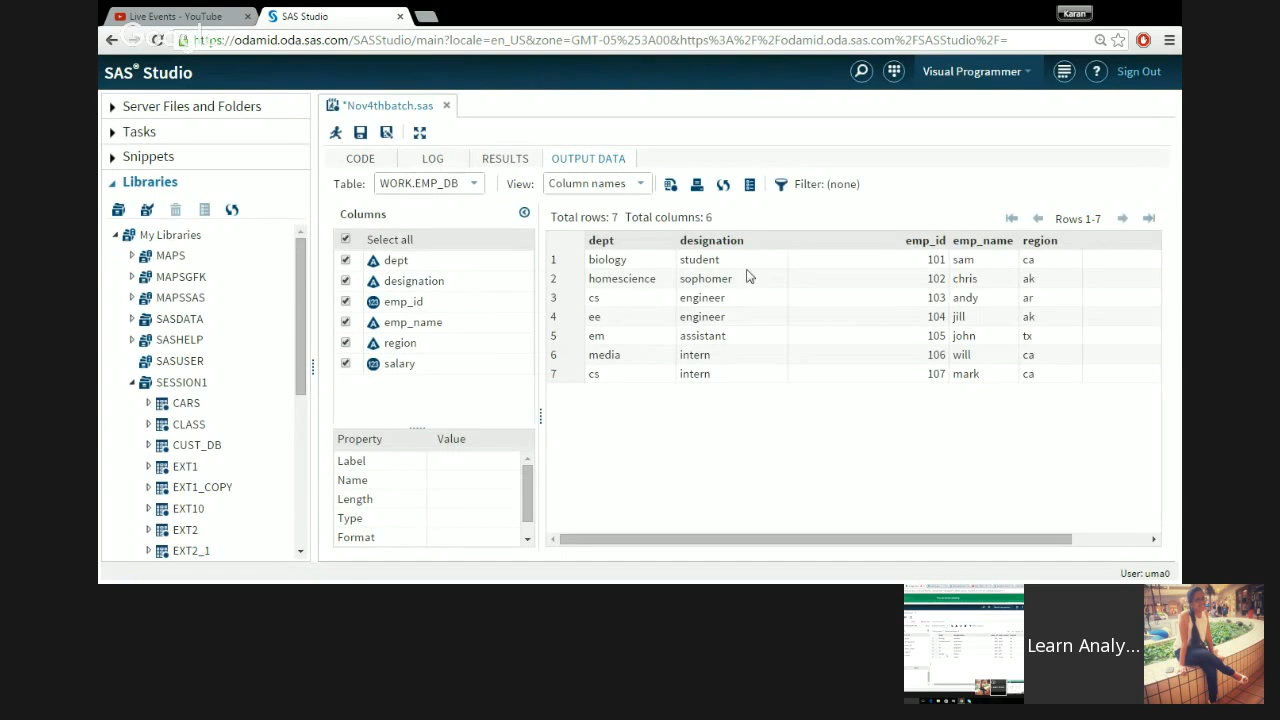 Live Events - YouTube
SAS Studio
Karan
https://odamid.oda.sas.com/SASStudio/main?locale=en_US&zone=GMT-05%253A00&https%3A%2F%2Fodamid.oda.sas.com%2FSASStudio%2F=
SAS® Studio
Visual Programmer
Sign Out
Server Files and Folders
Tasks
Snippets
Libraries
My Libraries
MAPS
MAPSGFK
MAPSSAS
SASDATA
SASHELP
SASUSER
SESSION1
CARS
CLASS
CUST_DB
EXT1
EXT1_COPY
EXT10
EXT2
EXT2_1
*Nov4thbatch.sas
CODE LOG RESULTS OUTPUT DATA
Table: WORK.EMP_DB View: Column names Filter: (none)
Columns
Select all
dept
designation
emp_id
emp_name
region
salary
Property Value
Label
Name
Length
Type
Format
Total rows: 7 Total columns: 6 Rows 1-7
dept designation emp_id emp_name region
1 biology student 101 sam ca
2 homescience sophomer 102 chris ak
3 cs engineer 103 andy ar
4 ee engineer 104 jill ak
5 em assistant 105 john tx
6 media intern 106 will ca
7 cs intern 107 mark ca
User: uma0
Learn Analy...